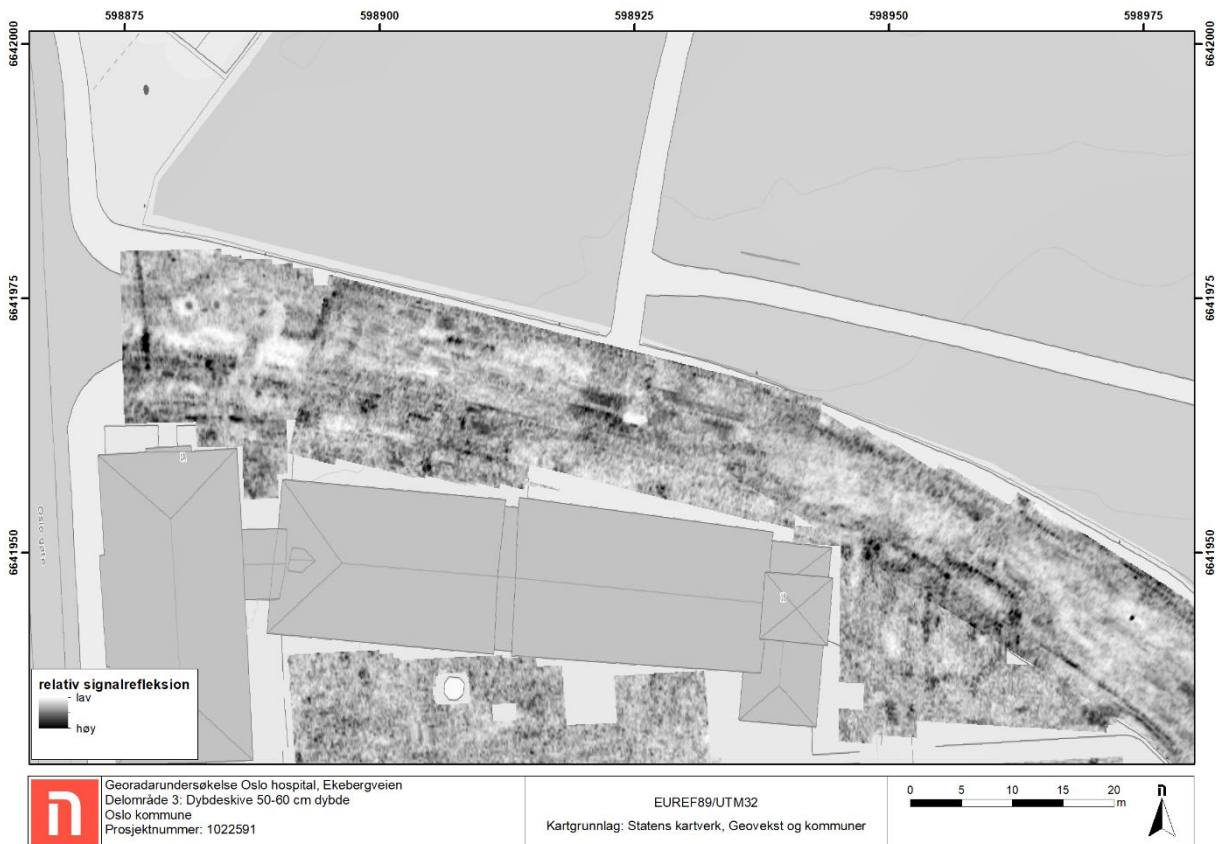 598875 598900 598925 598950 598975
6642000 6642000
6641975 6641975
6641950 6641950
Oslo gate
relativ signalrefleksion
lav
høy
Georadarundersøkelse Oslo hospital, Ekebergveien
Delområde 3: Dybdeskive 50-60 cm dybde
Oslo kommune
Prosjektnummer: 1022591
EUREF89/UTM32
Kartgrunnlag: Statens kartverk, Geovekst og kommuner
0 5 10 15 20
m
n